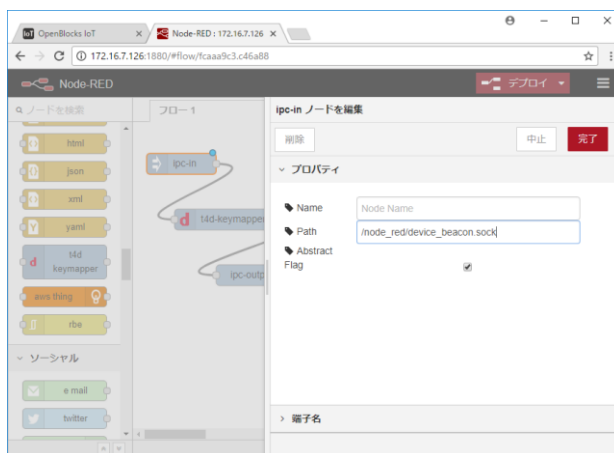 OpenBlocks IoT
Node-RED : 172.16.7.126
172.16.7.126:1880/#flow/fcaaa9c3.c46a88
Node-RED
デプロイ
ノードを検索
フロー 1
ipc-in ノードを編集
html
json
xml
yaml
t4d
keymapper
aws thing
rbe
ソーシャル
e mail
twitter
ipc-in
t4d-keymapper
ipc-outp
削除
中止
完了
プロパティ
Name
Node Name
Path
/node_red/device_beacon.sock
Abstract
Flag
端子名